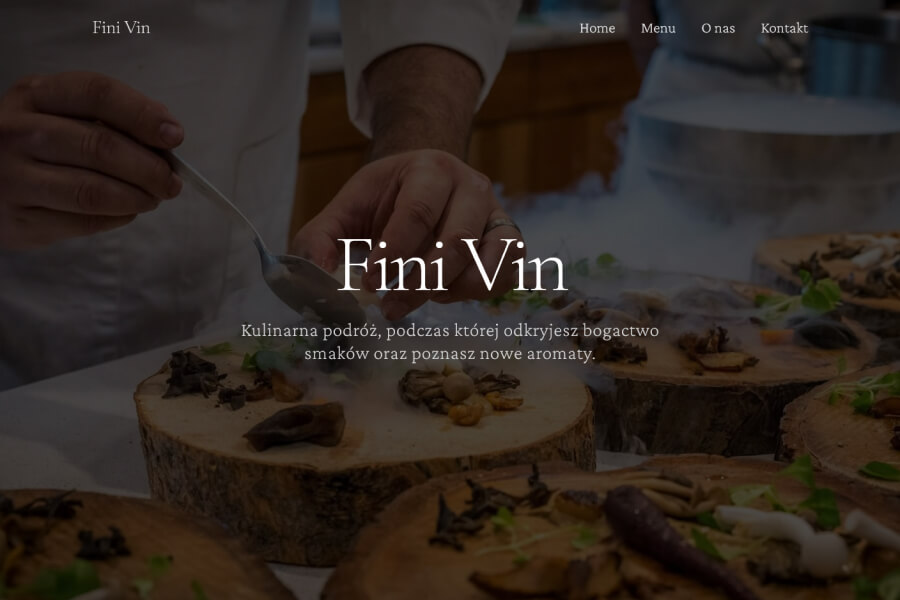 Fini Vin
Home Menu O nas Kontakt
Fini Vin
Kulinarna podróż, podczas której odkryjesz bogactwo
smaków oraz poznasz nowe aromaty.